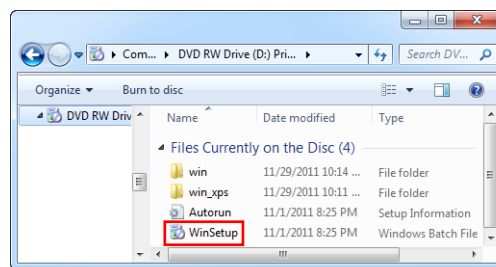 Com... DVD RW Drive (D:) Pri... Search DV...
Organize Burn to disc
DVD RW Driv Name Date modified Type
Files Currently on the Disc (4)
win 11/29/2011 10:14 ... File folder
win_xps 11/29/2011 10:11 ... File folder
Autorun 11/1/2011 8:25 PM Setup Information
WinSetup 11/1/2011 8:25 PM Windows Batch File